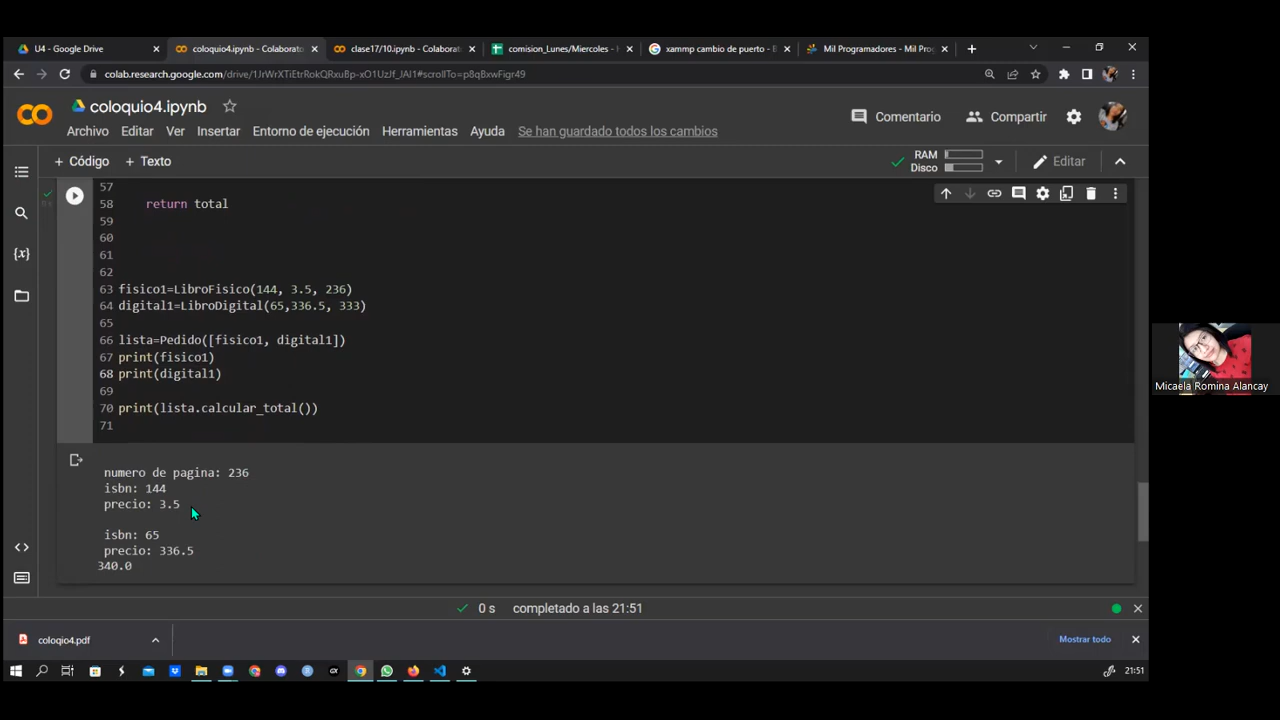 U4 - Google Drive
coloquio4.ipynb - Colaborator
clase17/10.ipynb - Colaborato
comision_Lunes/Miercoles -
xammp cambio de puerto - B
Mil Programadores - Mil Progr
colab.research.google.com/drive/1JrWrXTiEtrRokQRxuBp-xO1UzJf_JAI1#scrollTo=p8qBxwFigr49
coloquio4.ipynb
Archivo Editar Ver Insertar Entorno de ejecución Herramientas Ayuda Se han guardado todos los cambios
Comentario Compartir
+ Código + Texto
RAM
Disco
Editar
57
58 return total
59
60
61
62
63 fisico1=LibroFisico(144, 3.5, 236)
64 digital1=LibroDigital(65,336.5, 333)
65
66 lista=Pedido([fisico1, digital1])
67 print(fisico1)
68 print(digital1)
69
70 print(lista.calcular_total())
71
numero de pagina: 236
isbn: 144
precio: 3.5
isbn: 65
precio: 336.5
340.0
0 s completado a las 21:51
coloqio4.pdf
Mostrar todo
21:51
Micaela Romina Alancay